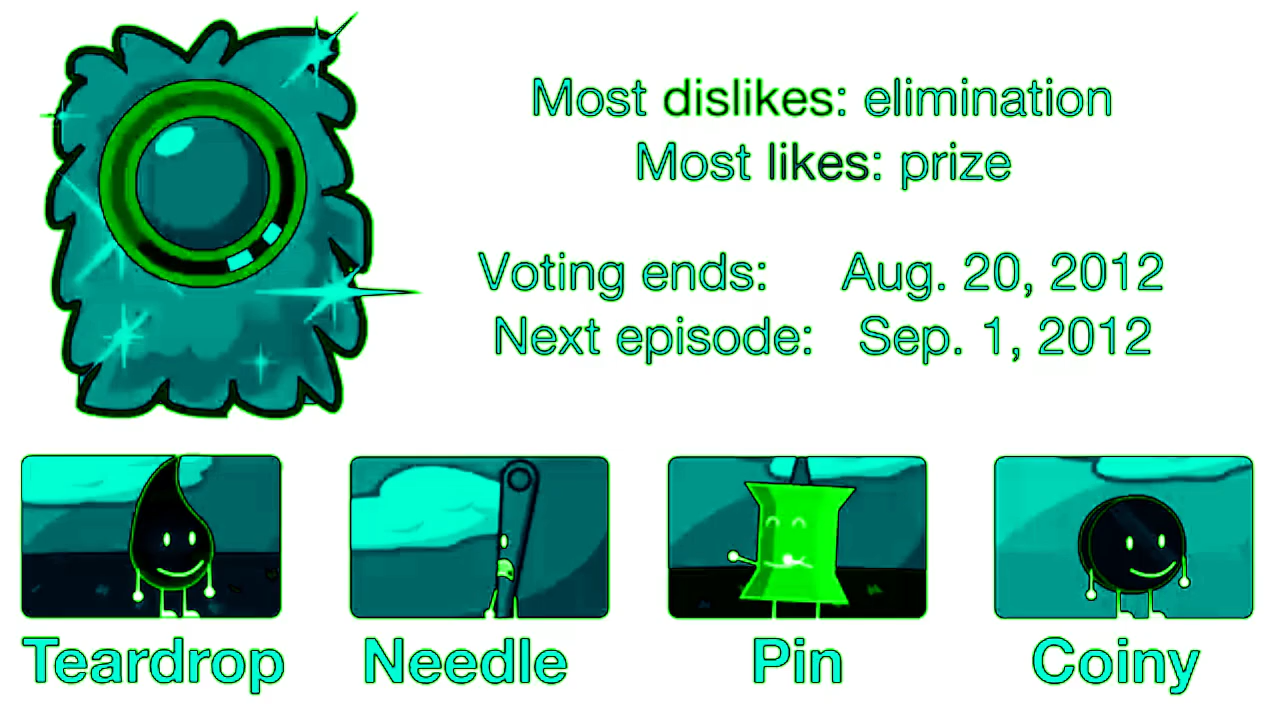 Most dislikes: elimination
Most likes: prize
Voting ends: Aug. 20, 2012
Next episode: Sep. 1, 2012
Teardrop Needle Pin Coiny